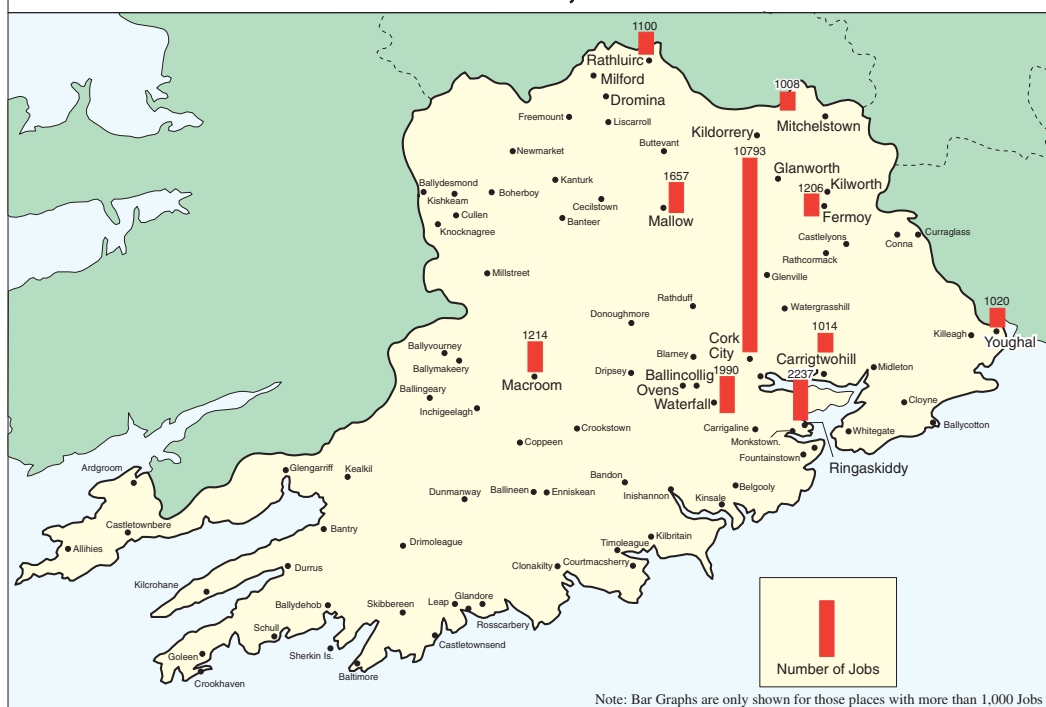 1100
Rathluirc
Milford
Dromina
1008
Mitchelstown
Freemount
Liscarroll
Kildorrery
Buttevant
10793
Newmarket
Glanworth
1657
Kanturk
Ballydesmond
Kishkeam
Boherboy
1206
Kilworth
Cecilstown
Cullen
Banteer
Mallow
Fermoy
Knocknagree
Castlelyons
Conna
Curraglass
Rathcormack
Millstreet
Glenville
Rathduff
Watergrasshill
1020
Donoughmore
1214
1014
Killeagh
Youghal
Cork
City
Ballyvourney
Blarney
Carrigtwohill
Ballymakeery
Midleton
Macroom
Dripsey
Ballincollig
1990
2237
Ovens
Ballingeary
Waterfall
Cloyne
Inchigeelagh
Crookstown
Carrigaline
Whitegate
Ballycotton
Coppeen
Monkstown.
Fountainstown
Ringaskiddy
Ardgroom
Glengarriff
Kealkil
Bandon
Belgooly
Dunmanway
Ballineen
Enniskean
Inishannon
Kinsale
Castletownbere
Bantry
Kilbritain
Allihies
Drimoleague
Timoleague
Durrus
Clonakilty
Courtmacsherry
Kilcrohane
Ballydehob
Skibbereen
Leap
Glandore
Rosscarbery
Schull
Castletownsend
Goleen
Sherkin Is.
Baltimore
Crookhaven
Number of Jobs
Note: Bar Graphs are only shown for those places with more than 1,000 Jobs